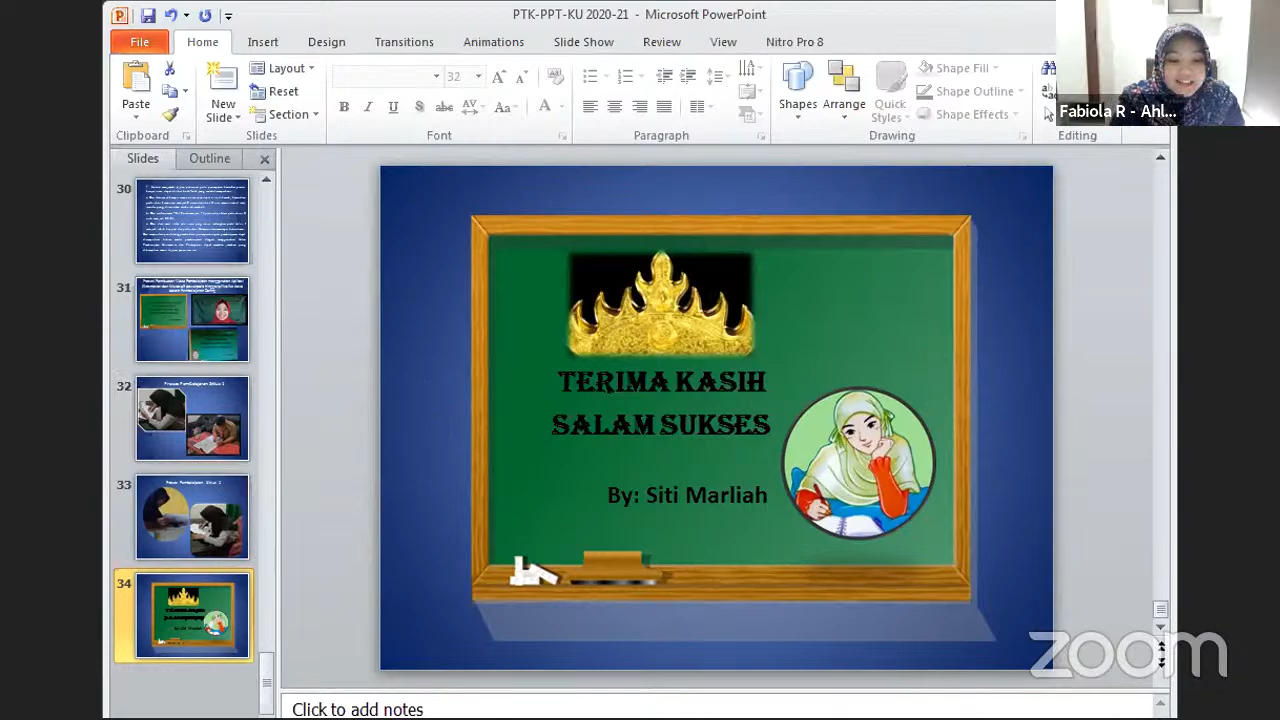 PTK-PPT-KU 2020-21 - Microsoft PowerPoint
File Home Insert Design Transitions Animations Slide Show Review View Nitro Pro 8
Paste
Clipboard
New Slide
Layout
Reset
Section
Slides
32
B I U S abc AV Aa A
Font
Paragraph
Shapes
Arrange
Quick Styles
Shape Fill
Shape Outline
Shape Effects
Drawing
Editing
Fabiola R - Ahl...
Slides Outline
30
31
32
33
34
TERIMA KASIH
SALAM SUKSES
By: Siti Marliah
zoom
Click to add notes